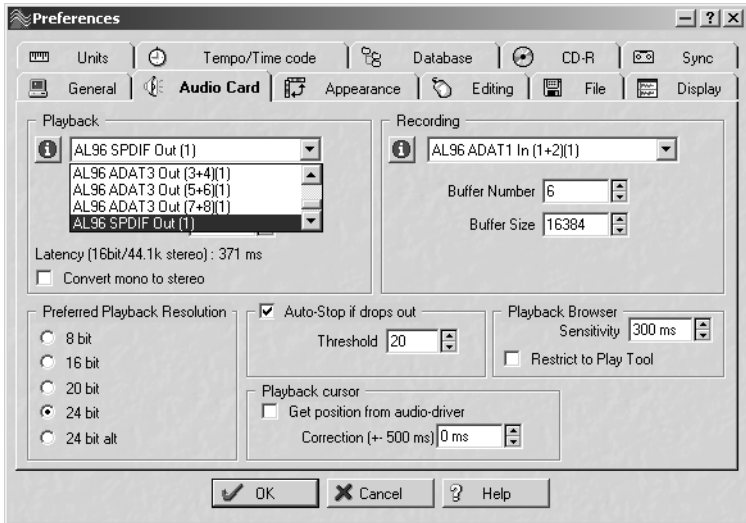 Preferences
Units Tempo/Time code Database CD-R Sync
General Audio Card Appearance Editing File Display
Playback
AL96 SPDIF Out (1)
AL96 ADAT3 Out (3+4)(1)
AL96 ADAT3 Out (5+6)(1)
AL96 ADAT3 Out (7+8)(1)
AL96 SPDIF Out (1)
Latency (16bit/44.1k stereo) : 371 ms
Convert mono to stereo
Recording
AL96 ADAT1 In (1+2)(1)
Buffer Number 6
Buffer Size 16384
Preferred Playback Resolution
8 bit
16 bit
20 bit
24 bit
24 bit alt
Auto-Stop if drops out
Threshold 20
Playback Browser
Sensitivity 300 ms
Restrict to Play Tool
Playback cursor
Get position from audio-driver
Correction (+- 500 ms) 0 ms
OK Cancel Help